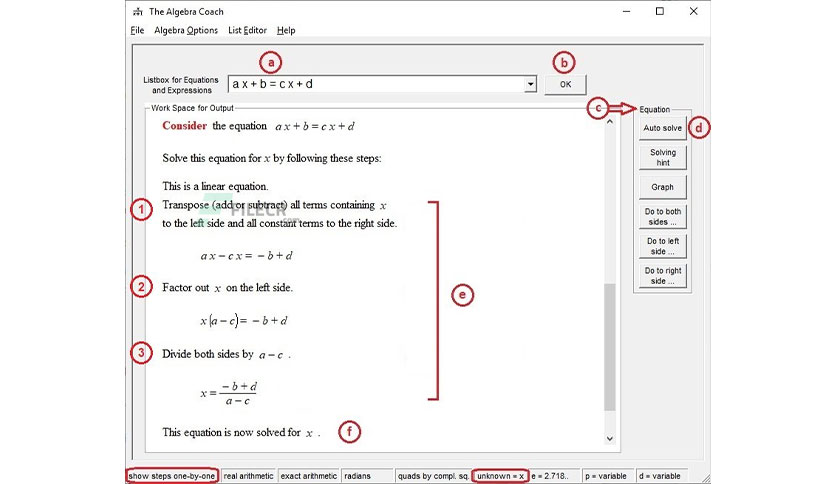 The Algebra Coach
File Algebra Options List Editor Help
a
b
Listbox for Equations
and Expressions
a x + b = c x + d
OK
Work Space for Output
c
Equation
Consider the equation a x + b = c x + d
Auto solve
d
Solve this equation for x by following these steps:
Solving
hint
This is a linear equation.
Graph
1 Transpose (add or subtract) all terms containing x
to the left side and all constant terms to the right side.
FILECR
.com
Do to both
sides ...
a x − c x = − b + d
Do to left
side ...
2 Factor out x on the left side.
Do to right
side ...
e
x (a − c) = − b + d
3 Divide both sides by a − c .
x = −b + d / a − c
This equation is now solved for x .
f
show steps one-by-one real arithmetic exact arithmetic radians quads by compl. sq. unknown = x e = 2.718.. p = variable d = variable